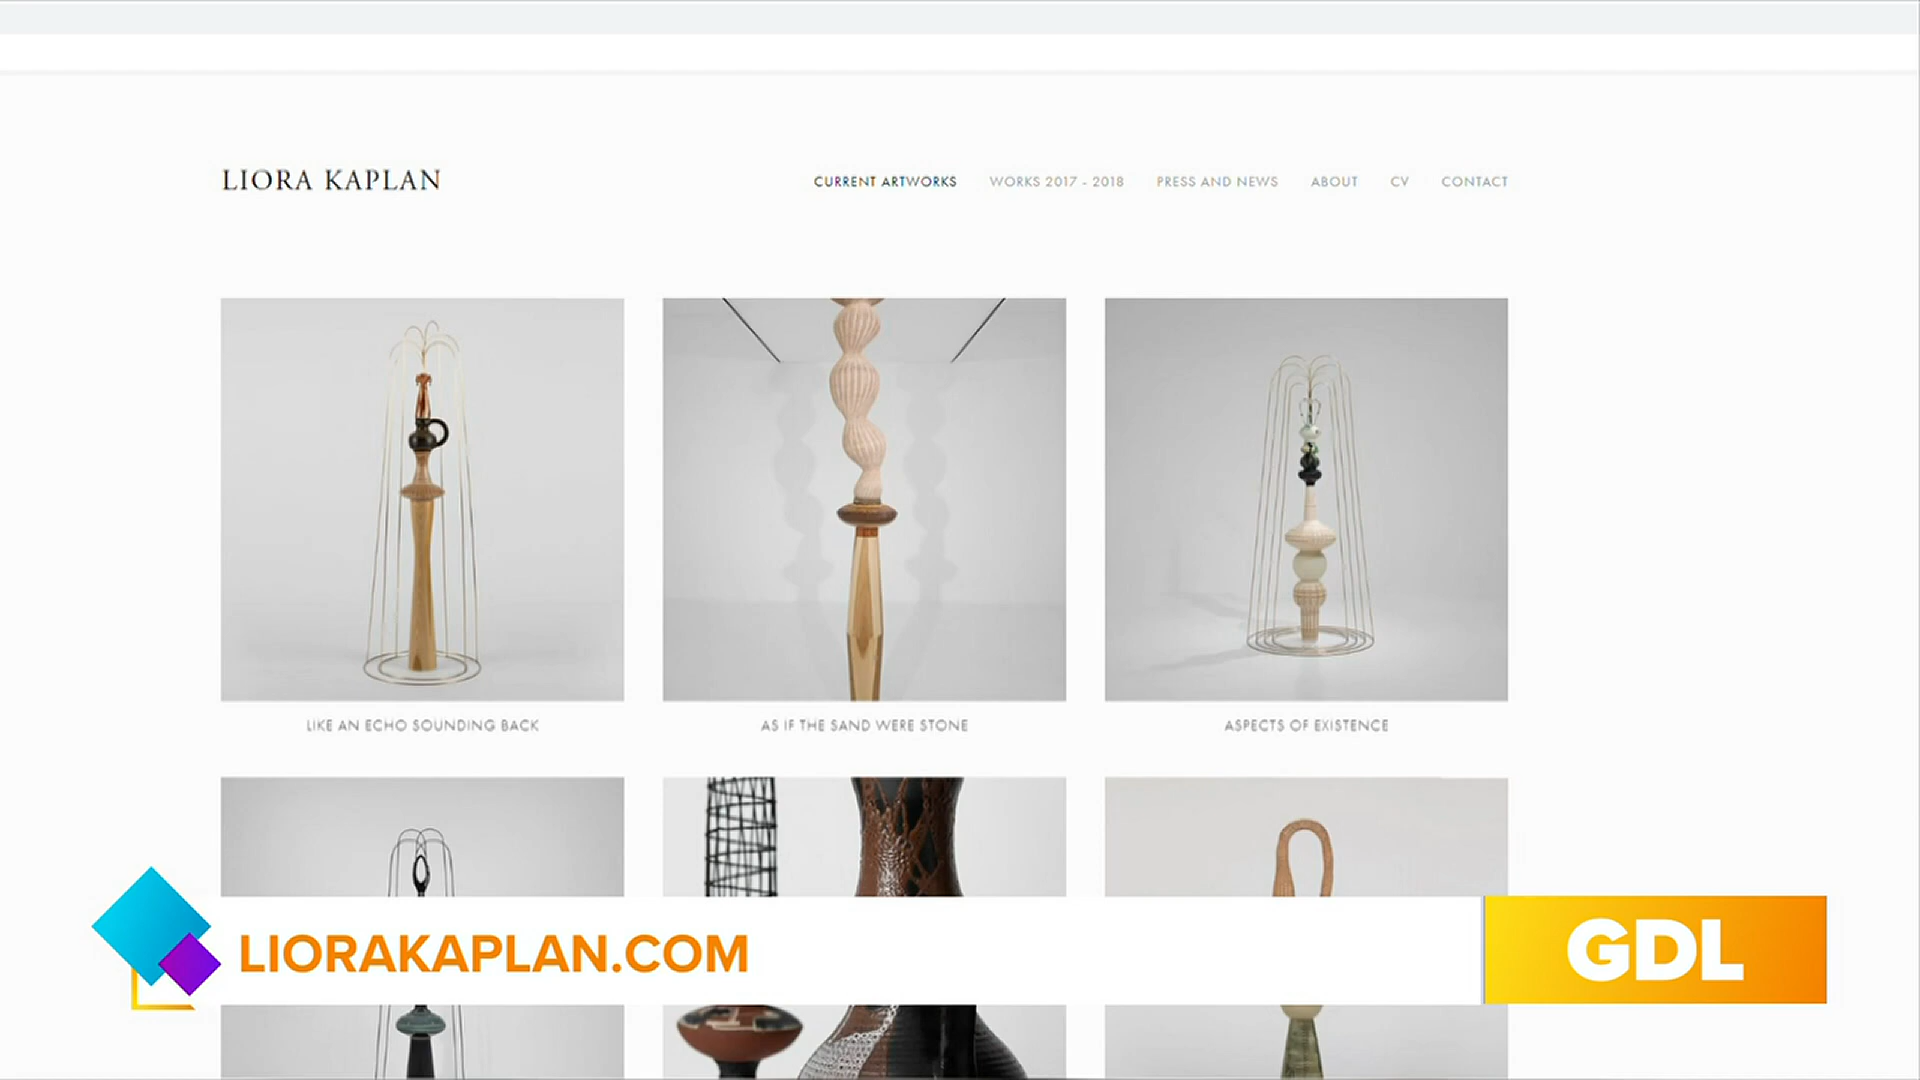 LIORA KAPLAN
CURRENT ARTWORKS
WORKS 2017 - 2018
PRESS AND NEWS
ABOUT
CV
CONTACT
LIKE AN ECHO SOUNDING BACK
AS IF THE SAND WERE STONE
ASPECTS OF EXISTENCE
LIORAKAPLAN.COM
GDL